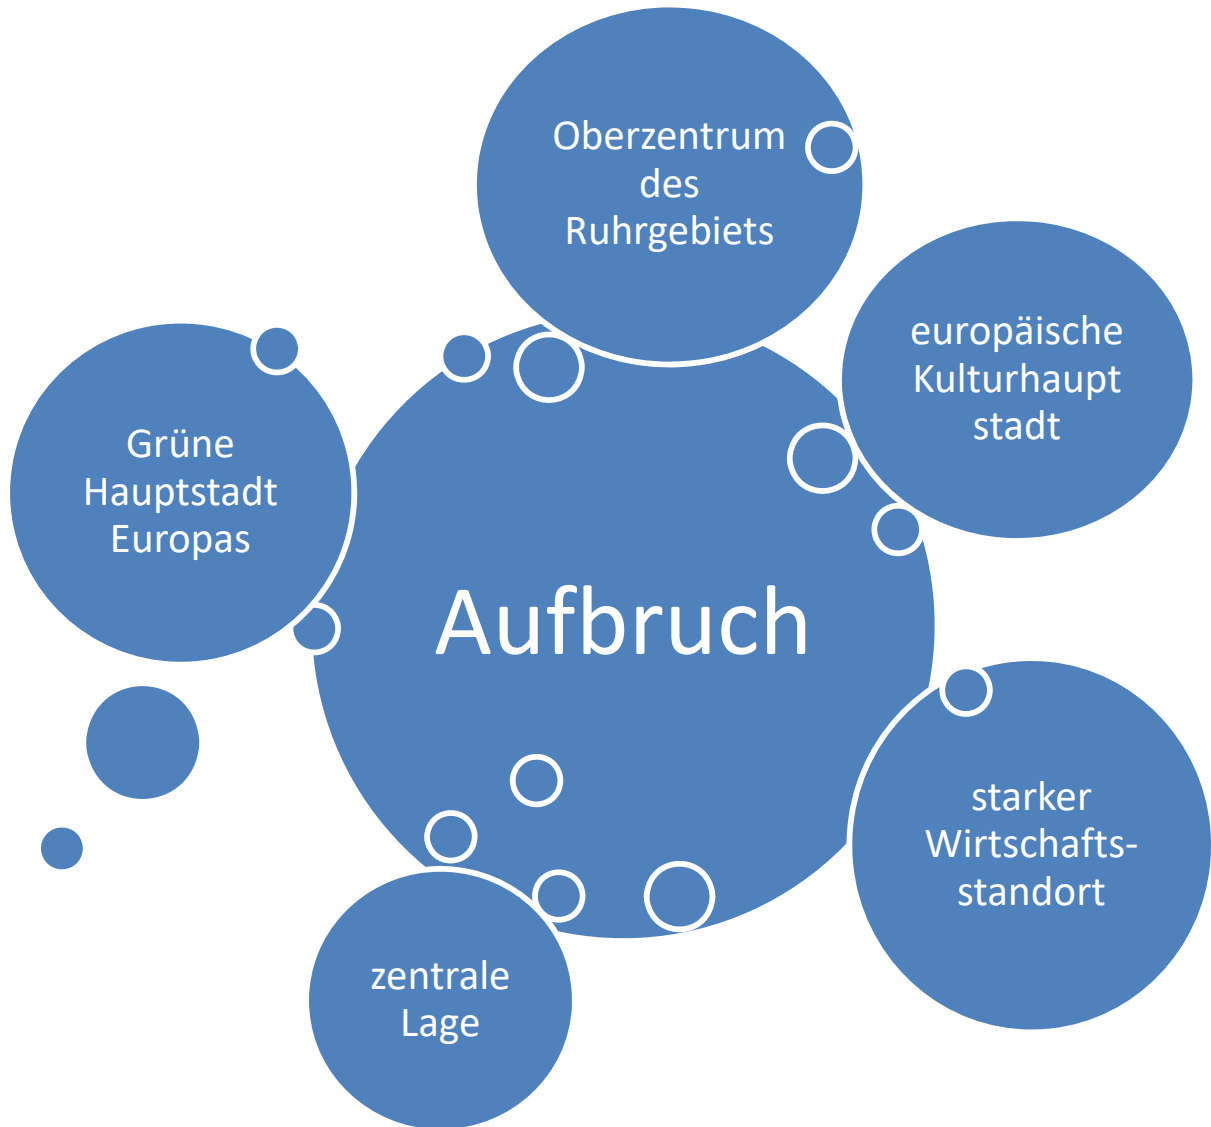 Oberzentrum
des
Ruhrgebiets
europäische
Kulturhaupt
stadt
Grüne
Hauptstadt
Europas
Aufbruch
starker
Wirtschafts-
standort
zentrale
Lage